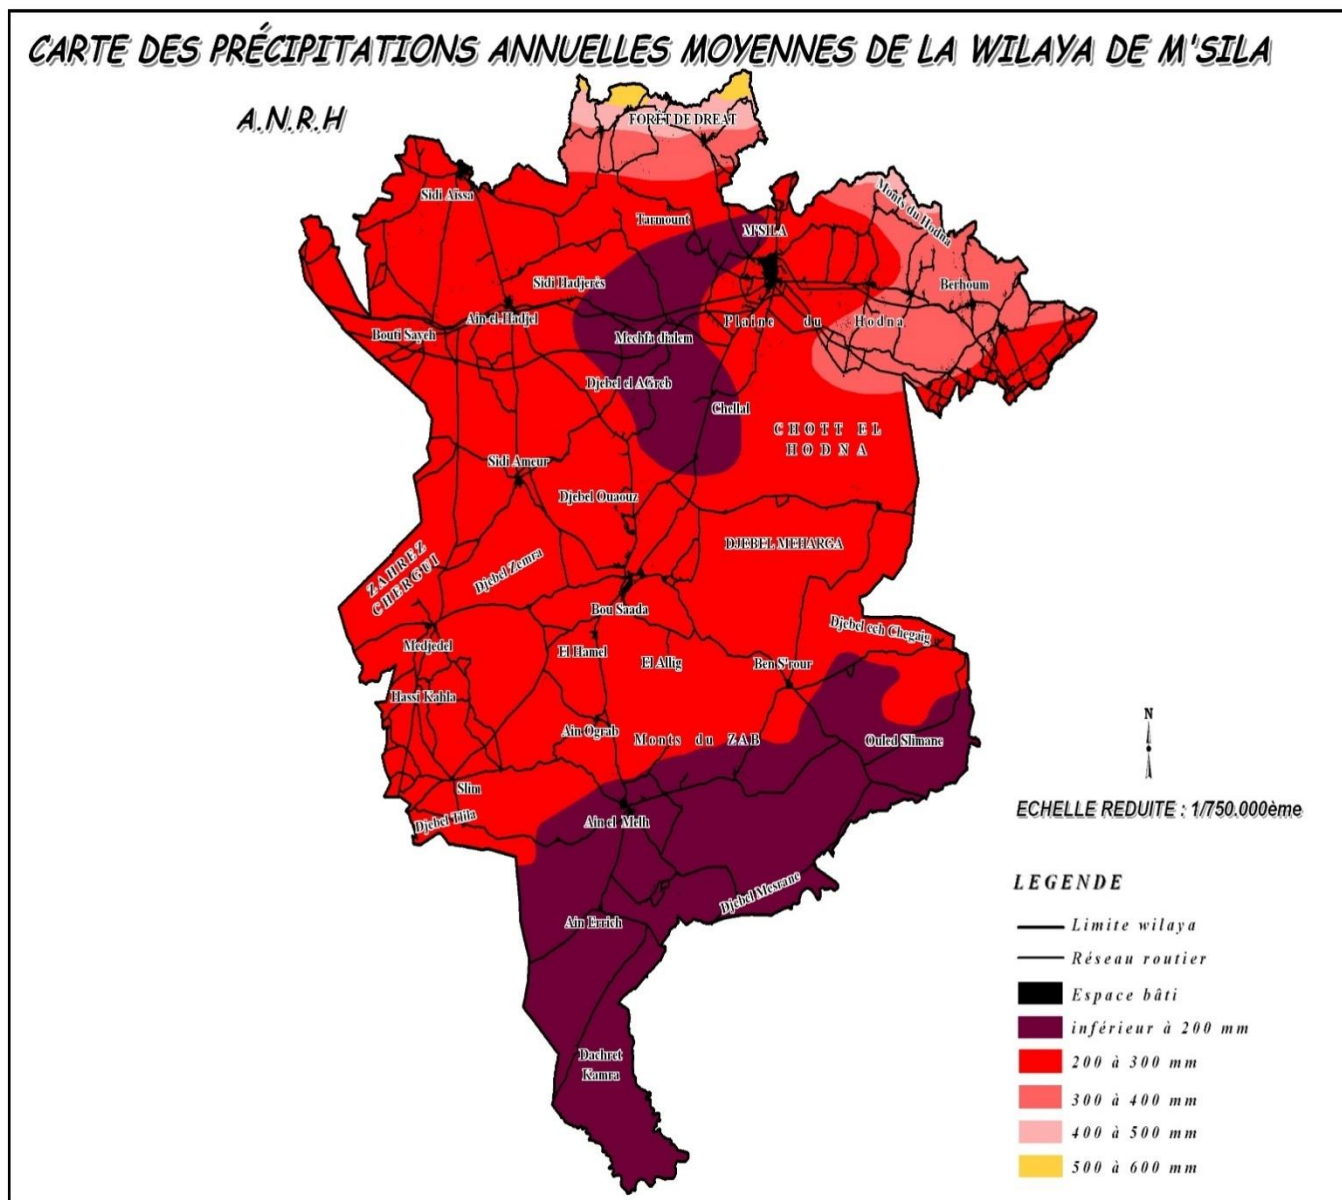 CARTE DES PRÉCIPITATIONS ANNUELLES MOYENNES DE LA WILAYA DE M'SILA
A.N.R.H
FORÊT DE DREAT
Sidi Aïssa
Monts du Hodna
Tarmount
M'SILA
Sidi Hadjerès
Berhoum
Ain-el-Hadjel
Plaine du Hodna
Bouti Sayeh
Mechfa djalem
Djebel el AGreb
Chellal
CHOTT EL
HODNA
Sidi Ameur
Djebel Ouaouz
DJEBEL MEHARGA
ZAHREZ
CHERGUI
Djebel Zemra
Bou Saada
Djebel ech Chegaig
Medjedel
El Hamel
El Allig
Ben S'rour
Hassi Kahla
Ain Ograb
Monts du ZAB
Ouled Slimane
N
Slim
ECHELLE REDUITE : 1/750.000ème
Djebel Tlila
Ain el Melh
LEGENDE
Djebel Mesrane
Ain Errich
Limite wilaya
Réseau routier
Espace bâti
inférieur à 200 mm
Dachret
Kamra
200 à 300 mm
300 à 400 mm
400 à 500 mm
500 à 600 mm